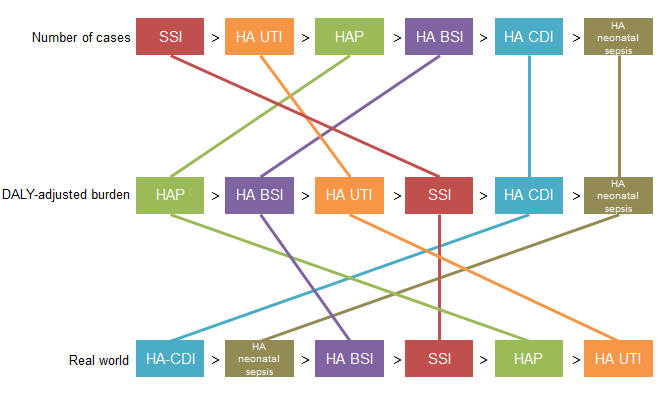 Number of cases SSI > HA UTI > HAP > HA BSI > HA CDI > HA
neonatal
sepsis
DALY-adjusted burden HAP > HA BSI > HA UTI > SSI > HA CDI > HA
neonatal
sepsis
Real world HA-CDI > HA
neonatal
sepsis > HA BSI > SSI > HAP > HA UTI